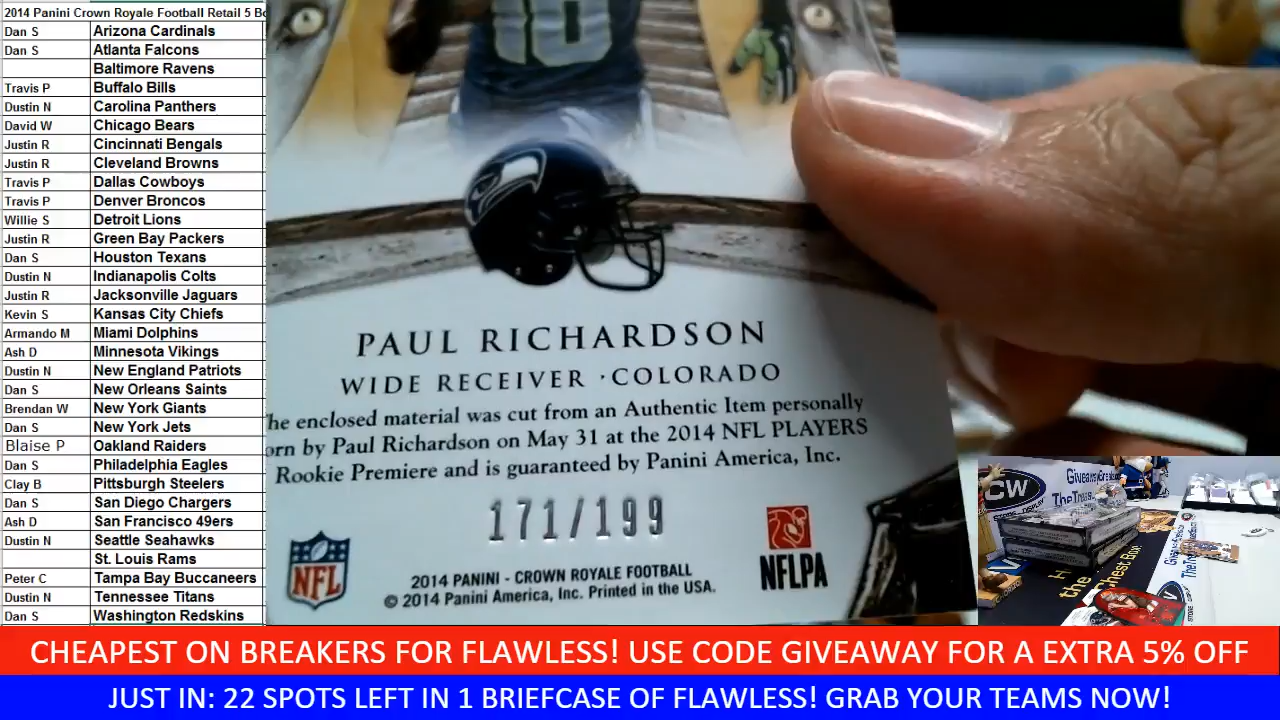 2014 Panini Crown Royale Football Retail 5 Bo
Dan S Arizona Cardinals
Dan S Atlanta Falcons
Baltimore Ravens
Travis P Buffalo Bills
Dustin N Carolina Panthers
David W Chicago Bears
Justin R Cincinnati Bengals
Justin R Cleveland Browns
Travis P Dallas Cowboys
Travis P Denver Broncos
Willie S Detroit Lions
Justin R Green Bay Packers
Dan S Houston Texans
Dustin N Indianapolis Colts
Justin R Jacksonville Jaguars
Kevin S Kansas City Chiefs
Armando M Miami Dolphins
Ash D Minnesota Vikings
Dustin N New England Patriots
Dan S New Orleans Saints
Brendan W New York Giants
Dan S New York Jets
Blaise P Oakland Raiders
Dan S Philadelphia Eagles
Clay B Pittsburgh Steelers
Dan S San Diego Chargers
Ash D San Francisco 49ers
Dustin N Seattle Seahawks
St. Louis Rams
Peter C Tampa Bay Buccaneers
Dustin N Tennessee Titans
Dan S Washington Redskins
10
PAUL RICHARDSON
WIDE RECEIVER · COLORADO
he enclosed material was cut from an Authentic Item personally
orn by Paul Richardson on May 31 at the 2014 NFL PLAYERS
Rookie Premiere and is guaranteed by Panini America, Inc.
171/199
NFL
NFLPA
2014 PANINI - CROWN ROYALE FOOTBALL
© 2014 Panini America, Inc. Printed in the USA.
CW
the
Chest Box
CHEAPEST ON BREAKERS FOR FLAWLESS! USE CODE GIVEAWAY FOR A EXTRA 5% OFF
JUST IN: 22 SPOTS LEFT IN 1 BRIEFCASE OF FLAWLESS! GRAB YOUR TEAMS NOW!